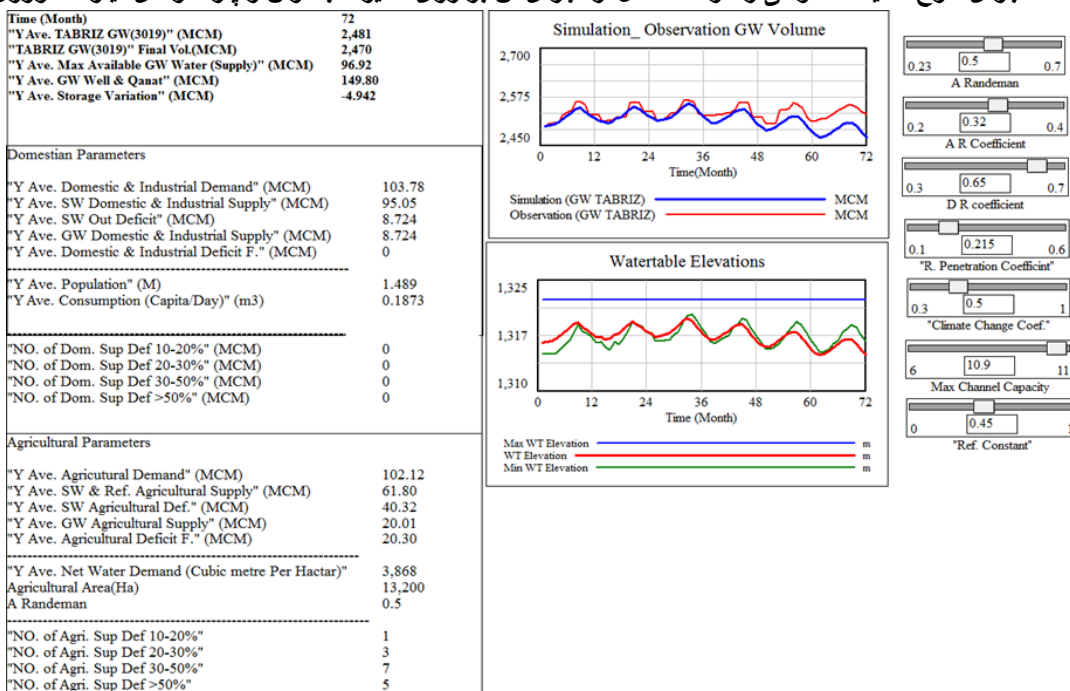 Time (Month) 72
"Y Ave. TABRIZ GW(3019)" (MCM) 2,481
"TABRIZ GW(3019)" Final Vol.(MCM) 2,470
"Y Ave. Max Available GW Water (Supply)" (MCM) 96.92
"Y Ave. GW Well & Qanat" (MCM) 149.80
"Y Ave. Storage Variation" (MCM) -4.942
Domestian Parameters
"Y Ave. Domestic & Industrial Demand" (MCM) 103.78
"Y Ave. SW Domestic & Industrial Supply" (MCM) 95.05
"Y Ave. SW Out Deficit" (MCM) 8.724
"Y Ave. GW Domestic & Industrial Supply" (MCM) 8.724
"Y Ave. Domestic & Industrial Deficit F." (MCM) 0
"Y Ave. Population" (M) 1.489
"Y Ave. Consumption (Capita/Day)" (m3) 0.1873
"NO. of Dom. Sup Def 10-20%" (MCM) 0
"NO. of Dom. Sup Def 20-30%" (MCM) 0
"NO. of Dom. Sup Def 30-50%" (MCM) 0
"NO. of Dom. Sup Def >50%" (MCM) 0
Agricultural Parameters
"Y Ave. Agricutural Demand" (MCM) 102.12
"Y Ave. SW & Ref. Agricultural Supply" (MCM) 61.80
"Y Ave. SW Agricultural Def." (MCM) 40.32
"Y Ave. GW Agricultural Supply" (MCM) 20.01
"Y Ave. Agricultural Deficit F." (MCM) 20.30
"Y Ave. Net Water Demand (Cubic metre Per Hactar)" 3,868
Agricultural Area(Ha) 13,200
A Randeman 0.5
"NO. of Agri. Sup Def 10-20%" 1
"NO. of Agri. Sup Def 20-30%" 3
"NO. of Agri. Sup Def 30-50%" 7
"NO. of Agri. Sup Def >50%" 5
Simulation_ Observation GW Volume
2,700
2,575
2,450
0 12 24 36 48 60 72
Time(Month)
Simulation (GW TABRIZ) MCM
Observation (GW TABRIZ) MCM
Watertable Elevations
1,325
1,317
1,310
0 12 24 36 48 60 72
Time (Month)
Max WT Elevation m
WT Elevation m
Min WT Elevation m
0.23 0.5 0.7
A Randeman
0.2 0.32 0.4
A R Coefficient
0.3 0.65 0.7
D R coefficient
0.1 0.215 0.6
"R. Penetration Coefficint"
0.3 0.5 1
"Climate Change Coef."
6 10.9 11
Max Channel Capacity
0 0.45 1
"Ref. Constant"